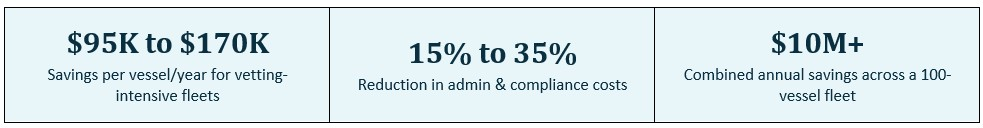 $95K to $170K
Savings per vessel/year for vetting-
intensive fleets
15% to 35%
Reduction in admin & compliance costs
$10M+
Combined annual savings across a 100-
vessel fleet